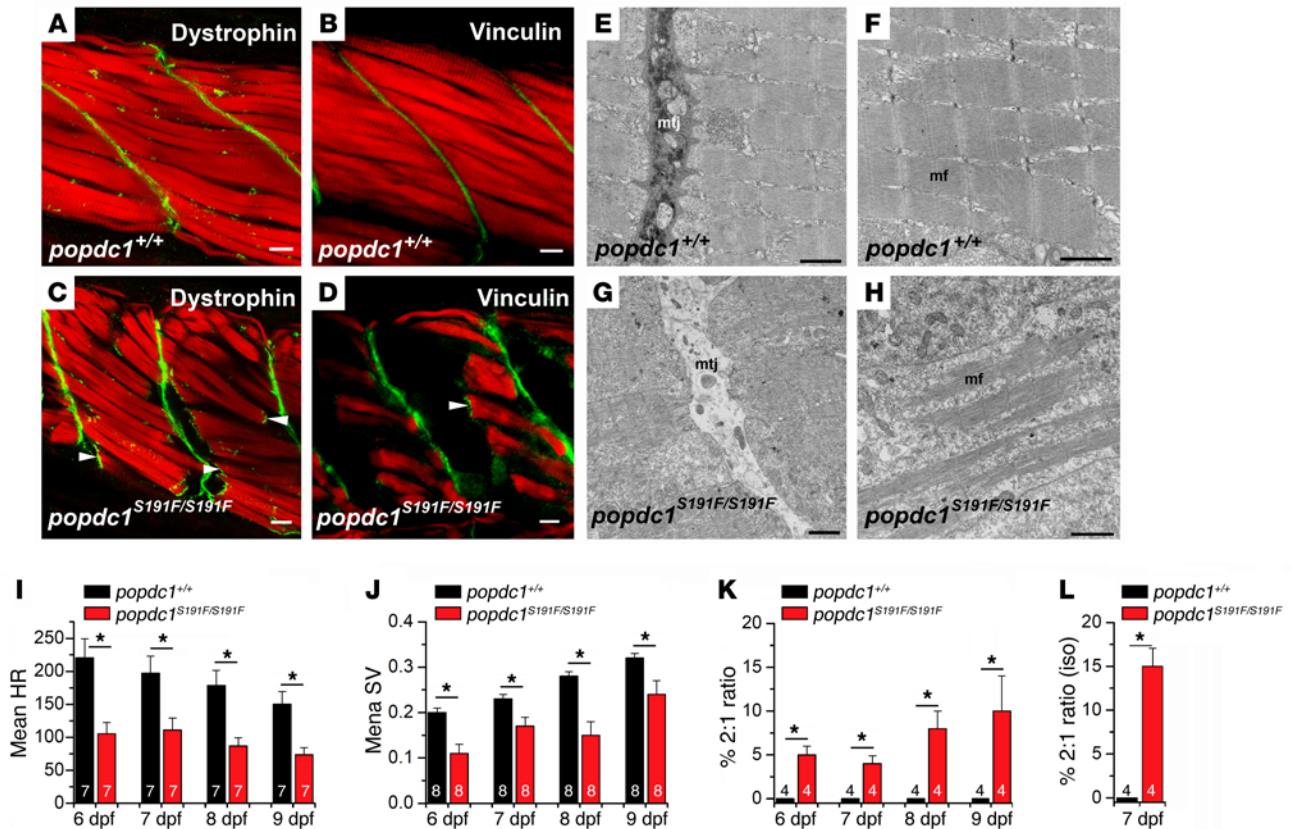 A
Dystrophin
popdc1+/+
B
Vinculin
popdc1+/+
E
mtj
popdc1+/+
F
mf
popdc1+/+
C
Dystrophin
popdc1S191F/S191F
D
Vinculin
popdc1S191F/S191F
G
mtj
popdc1S191F/S191F
H
mf
popdc1S191F/S191F
I
popdc1+/+
popdc1S191F/S191F
Mean HR
250
225
200
175
150
125
100
75
50
25
0
* * * *
7 7 7 7 7 7 7 7
6 dpf 7 dpf 8 dpf 9 dpf
J
popdc1+/+
popdc1S191F/S191F
Mena SV
0.4
0.3
0.2
0.1
0.0
* * * *
8 8 8 8 8 8 8 8
6 dpf 7 dpf 8 dpf 9 dpf
K
popdc1+/+
popdc1S191F/S191F
% 2:1 ratio
20
15
10
5
0
* * * *
4 4 4 4 4 4 4 4
6 dpf 7 dpf 8 dpf 9 dpf
L
popdc1+/+
popdc1S191F/S191F
% 2:1 ratio (iso)
20
15
10
5
0
*
4 4
7 dpf